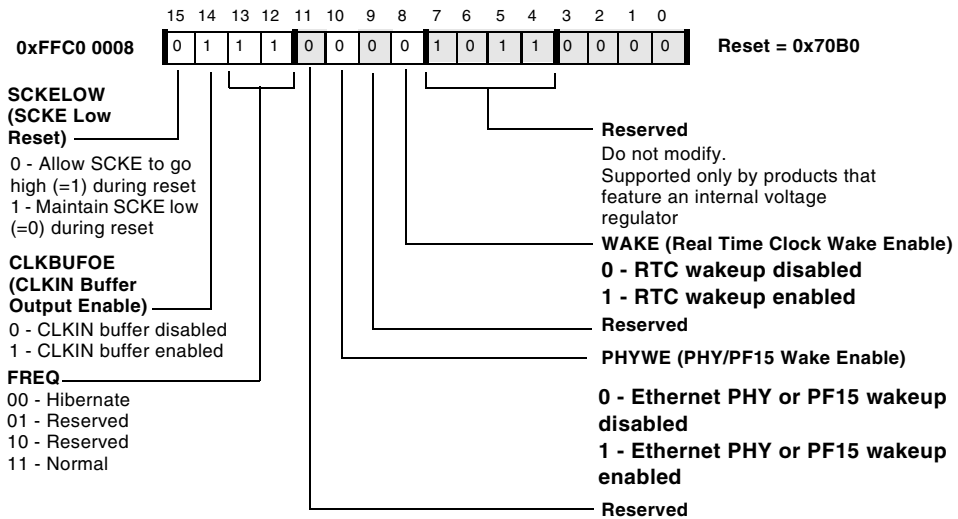 15 14 13 12 11 10 9 8 7 6 5 4 3 2 1 0
0xFFC0 0008
0 1 1 1 0 0 0 0 1 0 1 1 0 0 0 0
Reset = 0x70B0
SCKELOW
(SCKE Low
Reset)
0 - Allow SCKE to go
high (=1) during reset
1 - Maintain SCKE low
(=0) during reset
CLKBUFOE
(CLKIN Buffer
Output Enable)
0 - CLKIN buffer disabled
1 - CLKIN buffer enabled
FREQ
00 - Hibernate
01 - Reserved
10 - Reserved
11 - Normal
Reserved
Do not modify.
Supported only by products that
feature an internal voltage
regulator
WAKE (Real Time Clock Wake Enable)
0 - RTC wakeup disabled
1 - RTC wakeup enabled
Reserved
PHYWE (PHY/PF15 Wake Enable)
0 - Ethernet PHY or PF15 wakeup
disabled
1 - Ethernet PHY or PF15 wakeup
enabled
Reserved